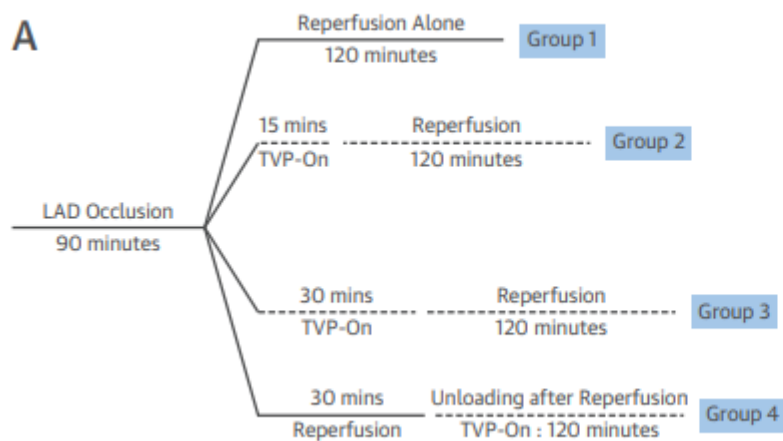 A
Reperfusion Alone
120 minutes
Group 1
15 mins
TVP-On
Reperfusion
120 minutes
Group 2
LAD Occlusion
90 minutes
30 mins
TVP-On
Reperfusion
120 minutes
Group 3
30 mins
Reperfusion
Unloading after Reperfusion
TVP-On : 120 minutes
Group 4